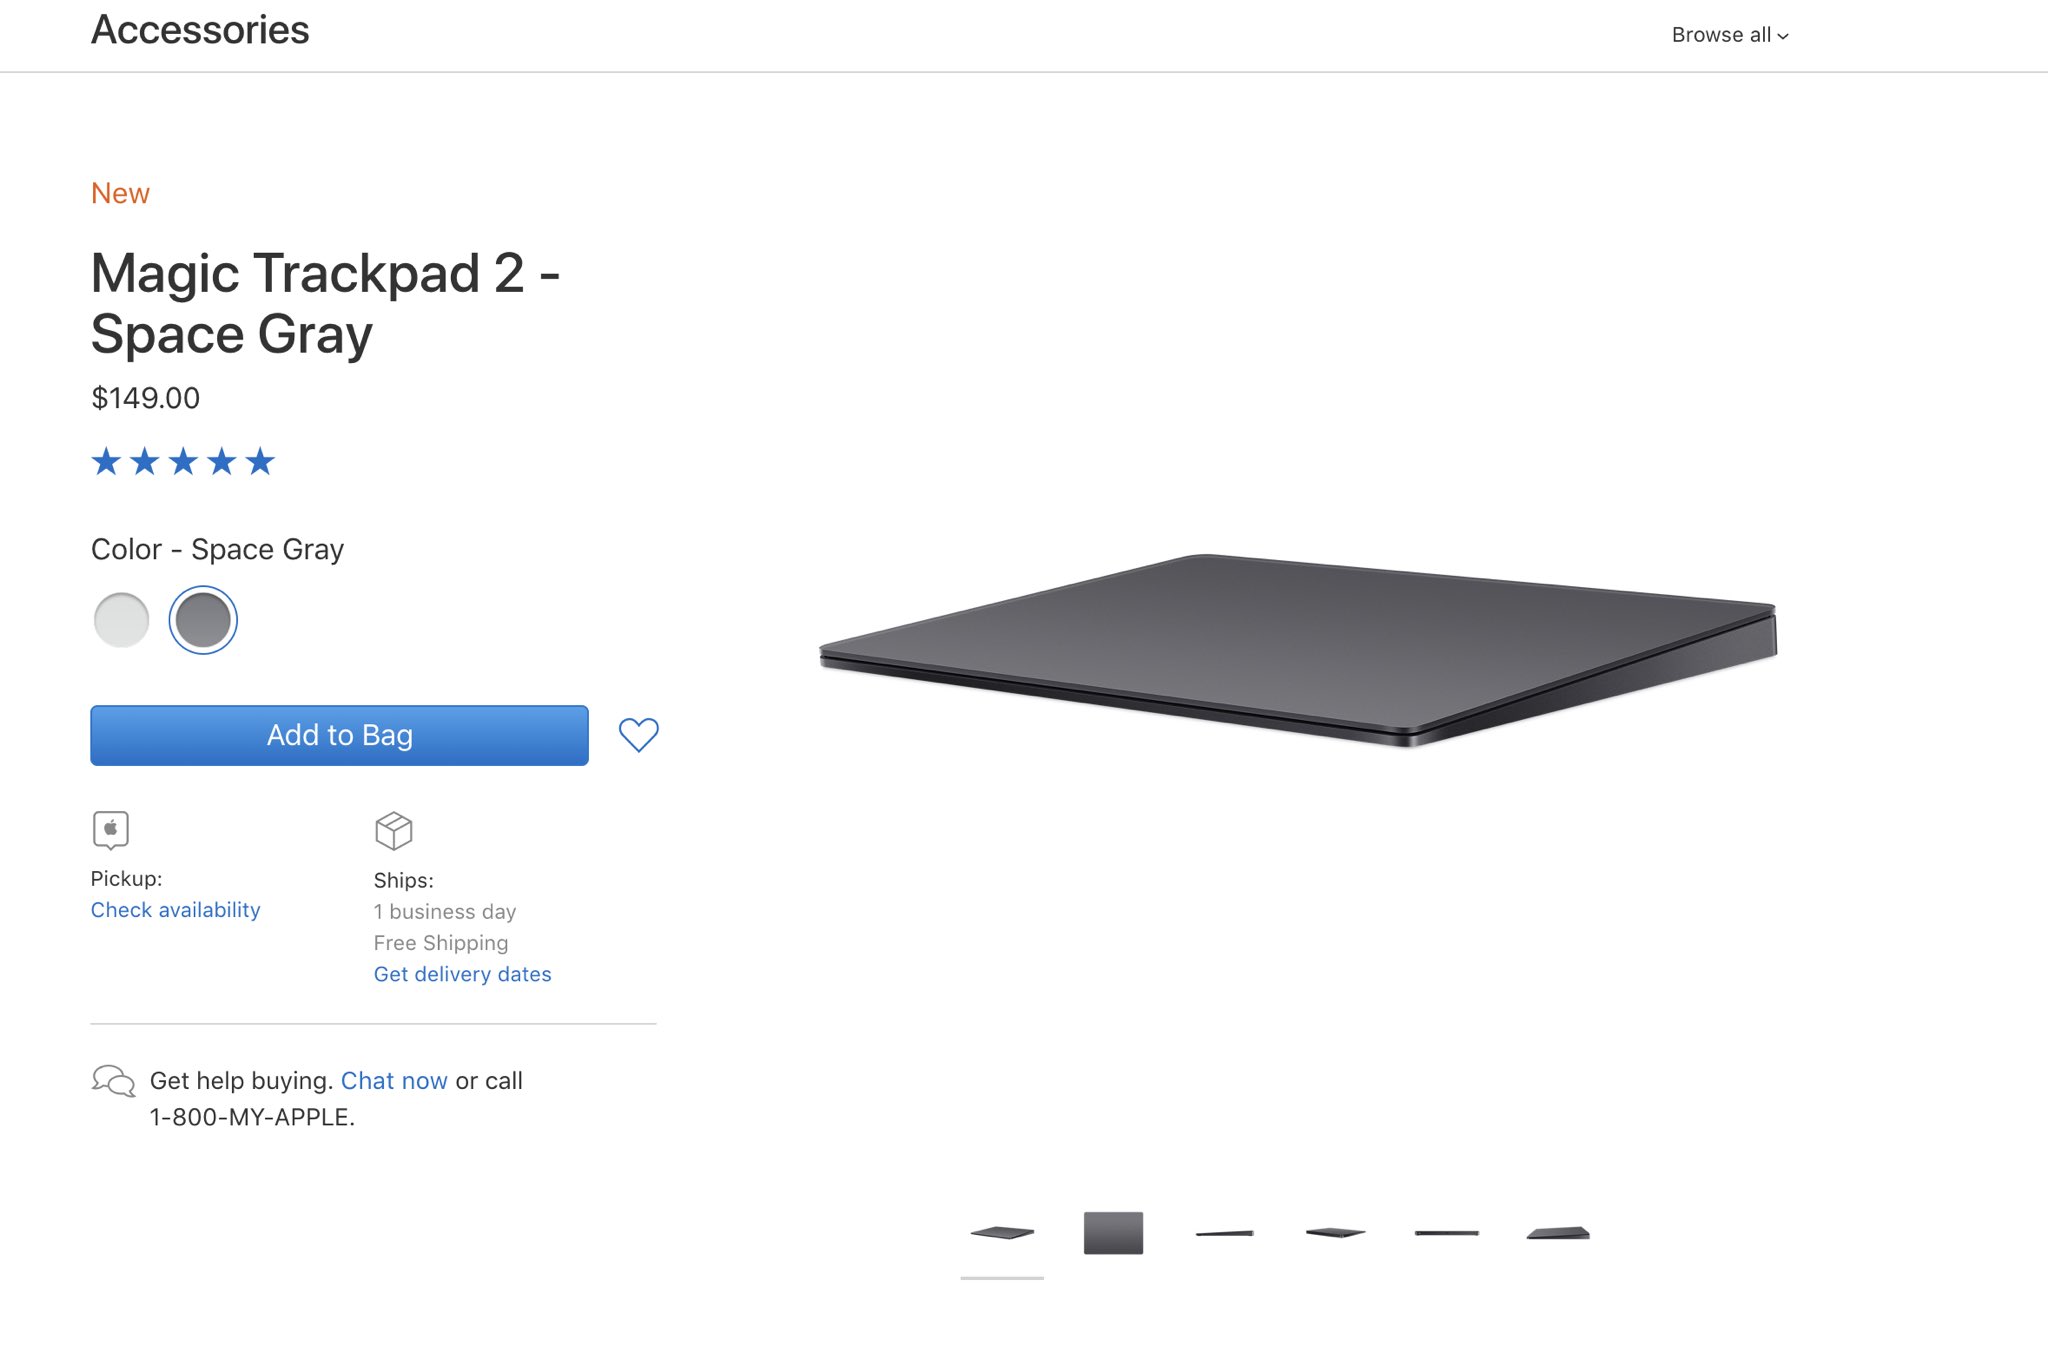 Accessories
Browse all
New
Magic Trackpad 2 -
Space Gray
$149.00
Color - Space Gray
Add to Bag
Pickup:
Check availability
Ships:
1 business day
Free Shipping
Get delivery dates
Get help buying. Chat now or call
1-800-MY-APPLE.